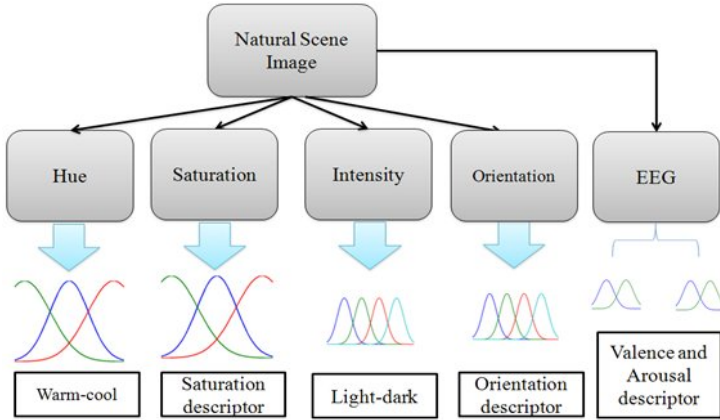 Natural Scene
Image
Hue
Saturation
Intensity
Orientation
EEG
Warm-cool
Saturation
descriptor
Light-dark
Orientation
descriptor
Valence and
Arousal
descriptor